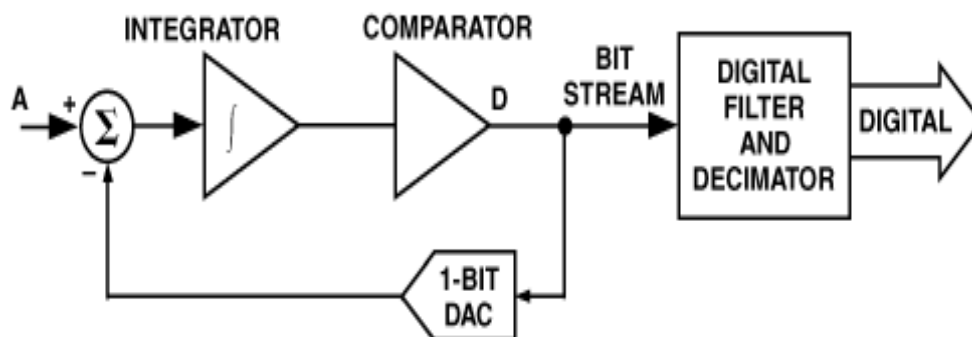 INTEGRATOR
COMPARATOR
A
+
Σ
−
∫
D
BIT
STREAM
DIGITAL
FILTER
AND
DECIMATOR
DIGITAL
1-BIT
DAC